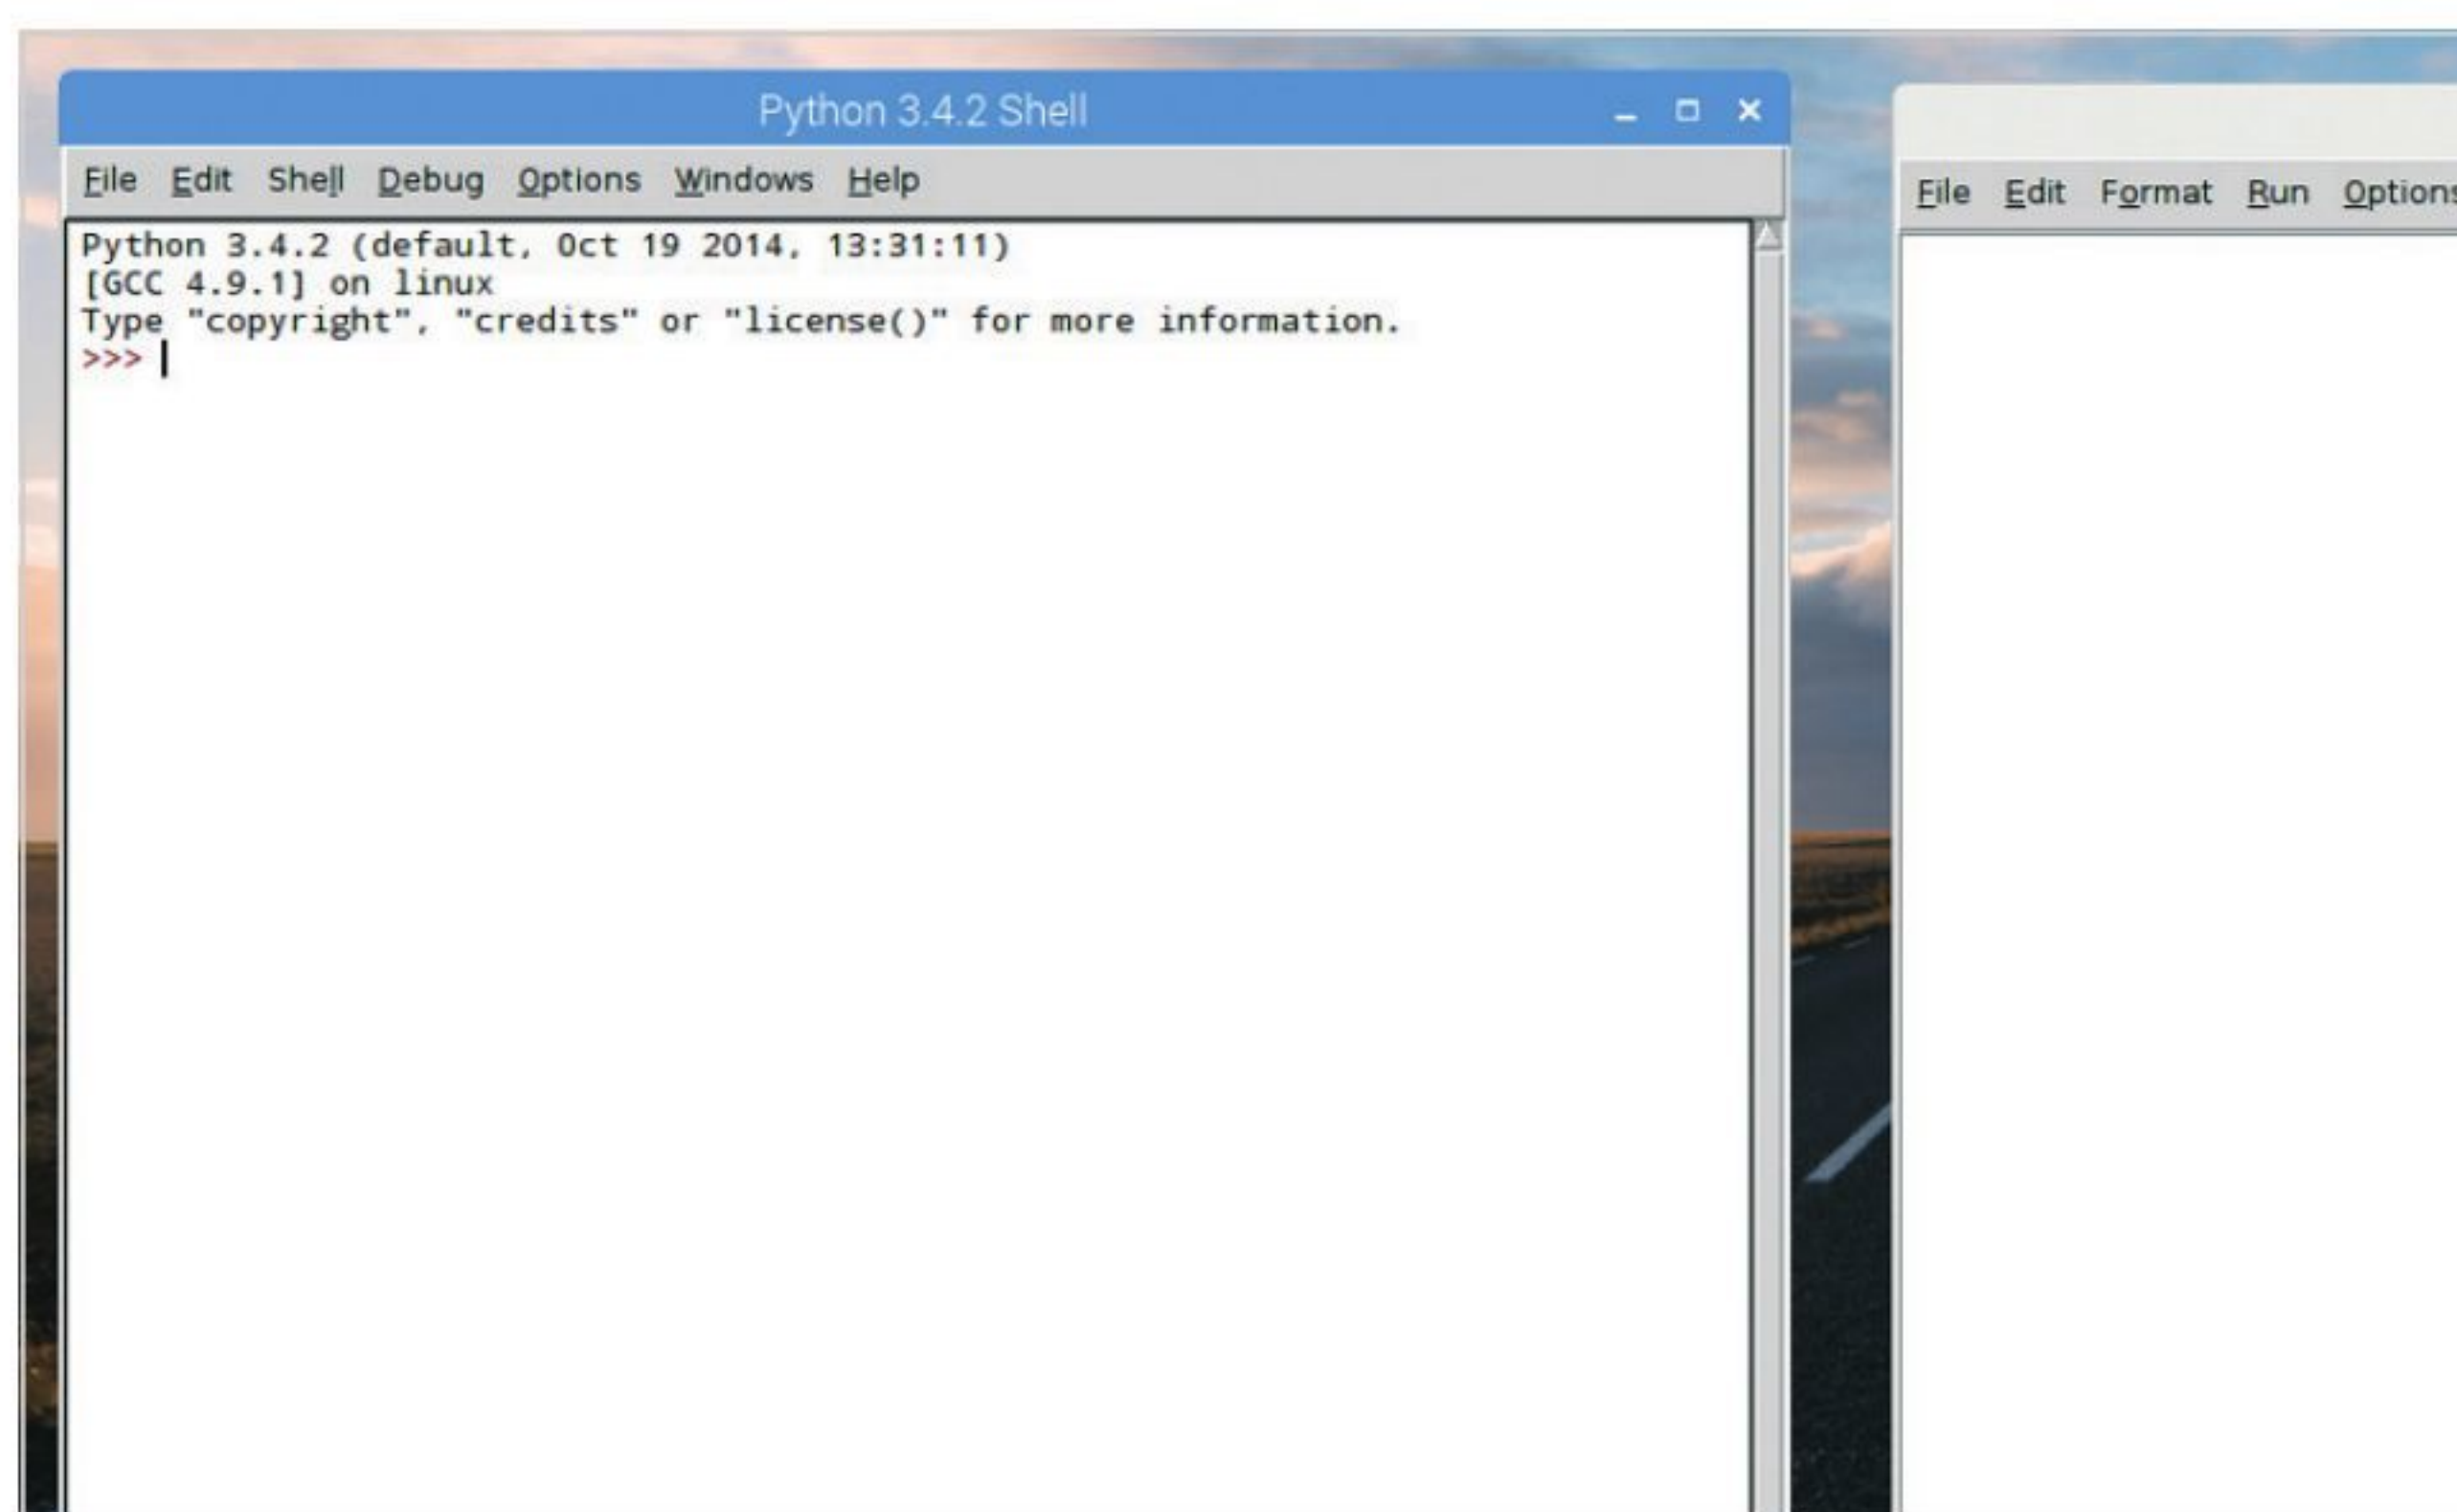 Python 3.4.2 Shell
File Edit Shell Debug Options Windows Help
Python 3.4.2 (default, Oct 19 2014, 13:31:11)
[GCC 4.9.1] on linux
Type "copyright", "credits" or "license()" for more information.
>>>
File Edit Format Run Options